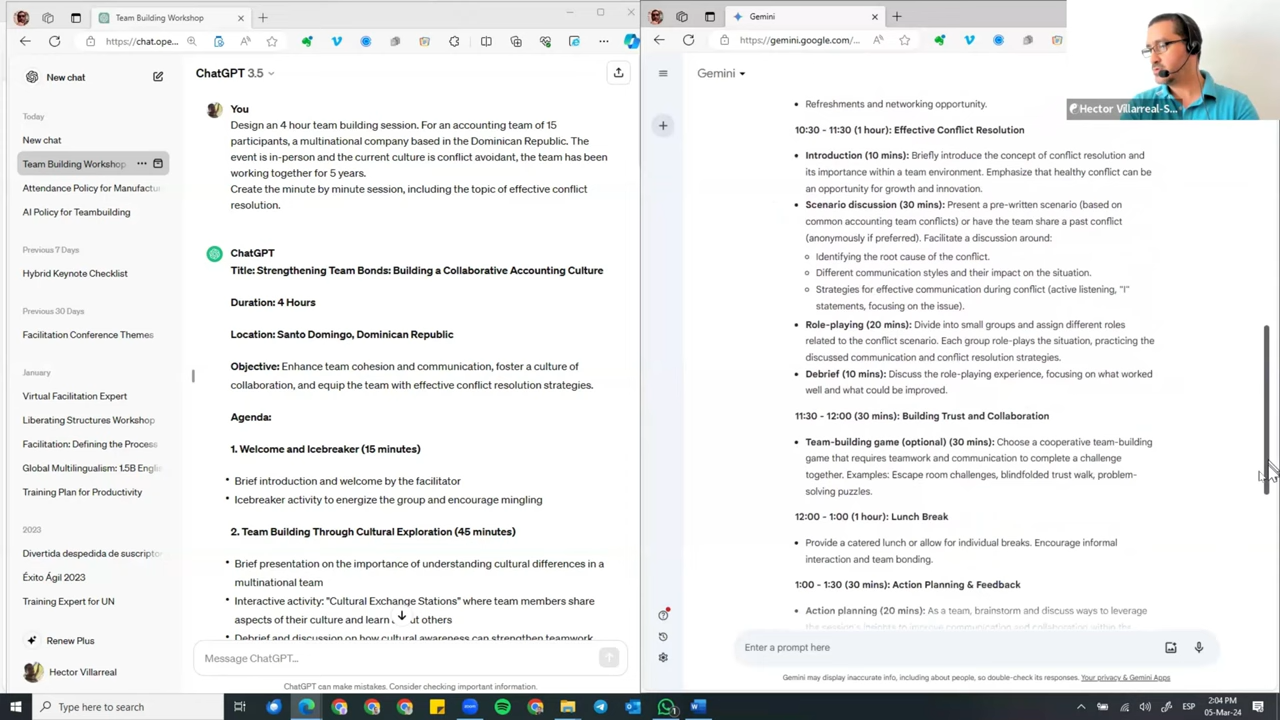 Team Building Workshop
https://chat.ope...
New chat
Today
New chat
Team Building Workshop
Attendance Policy for Manufactu
AI Policy for Teambuilding
Previous 7 Days
Hybrid Keynote Checklist
Previous 30 Days
Facilitation Conference Themes
January
Virtual Facilitation Expert
Liberating Structures Workshop
Facilitation: Defining the Process
Global Multilingualism: 1.5B Engli
Training Plan for Productivity
2023
Divertida despedida de suscriptor
Éxito Ágil 2023
Training Expert for UN
Renew Plus
Hector Villarreal
ChatGPT 3.5
You
Design an 4 hour team building session. For an accounting team of 15
participants, a multinational company based in the Dominican Republic. The
event is in-person and the current culture is conflict avoidant, the team has been
working together for 5 years.
Create the minute by minute session, including the topic of effective conflict
resolution.
ChatGPT
Title: Strengthening Team Bonds: Building a Collaborative Accounting Culture
Duration: 4 Hours
Location: Santo Domingo, Dominican Republic
Objective: Enhance team cohesion and communication, foster a culture of
collaboration, and equip the team with effective conflict resolution strategies.
Agenda:
1. Welcome and Icebreaker (15 minutes)
• Brief introduction and welcome by the facilitator
• Icebreaker activity to energize the group and encourage mingling
2. Team Building Through Cultural Exploration (45 minutes)
• Brief presentation on the importance of understanding cultural differences in a
multinational team
• Interactive activity: "Cultural Exchange Stations" where team members share
aspects of their culture and learn out others
• Debrief and discussion on how cultural awareness can strengthen teamwork
Message ChatGPT...
ChatGPT can make mistakes. Consider checking important information.
Gemini
https://gemini.google.com/...
Gemini
Hector Villarreal-S...
• Refreshments and networking opportunity.
10:30 - 11:30 (1 hour): Effective Conflict Resolution
• Introduction (10 mins): Briefly introduce the concept of conflict resolution and
its importance within a team environment. Emphasize that healthy conflict can be
an opportunity for growth and innovation.
• Scenario discussion (30 mins): Present a pre-written scenario (based on
common accounting team conflicts) or have the team share a past conflict
(anonymously if preferred). Facilitate a discussion around:
Identifying the root cause of the conflict.
Different communication styles and their impact on the situation.
Strategies for effective communication during conflict (active listening, "I"
statements, focusing on the issue).
• Role-playing (20 mins): Divide into small groups and assign different roles
related to the conflict scenario. Each group role-plays the situation, practicing the
discussed communication and conflict resolution strategies.
• Debrief (10 mins): Discuss the role-playing experience, focusing on what worked
well and what could be improved.
11:30 - 12:00 (30 mins): Building Trust and Collaboration
• Team-building game (optional) (30 mins): Choose a cooperative team-building
game that requires teamwork and communication to complete a challenge
together. Examples: Escape room challenges, blindfolded trust walk, problem-
solving puzzles.
12:00 - 1:00 (1 hour): Lunch Break
• Provide a catered lunch or allow for individual breaks. Encourage informal
interaction and team bonding.
1:00 - 1:30 (30 mins): Action Planning & Feedback
• Action planning (20 mins): As a team, brainstorm and discuss ways to leverage
the session's insights to improve communication and collaboration within the
Enter a prompt here
Gemini may display inaccurate info, including about people, so double-check its responses. Your privacy & Gemini Apps
Type here to search
ESP
2:04 PM
05-Mar-24